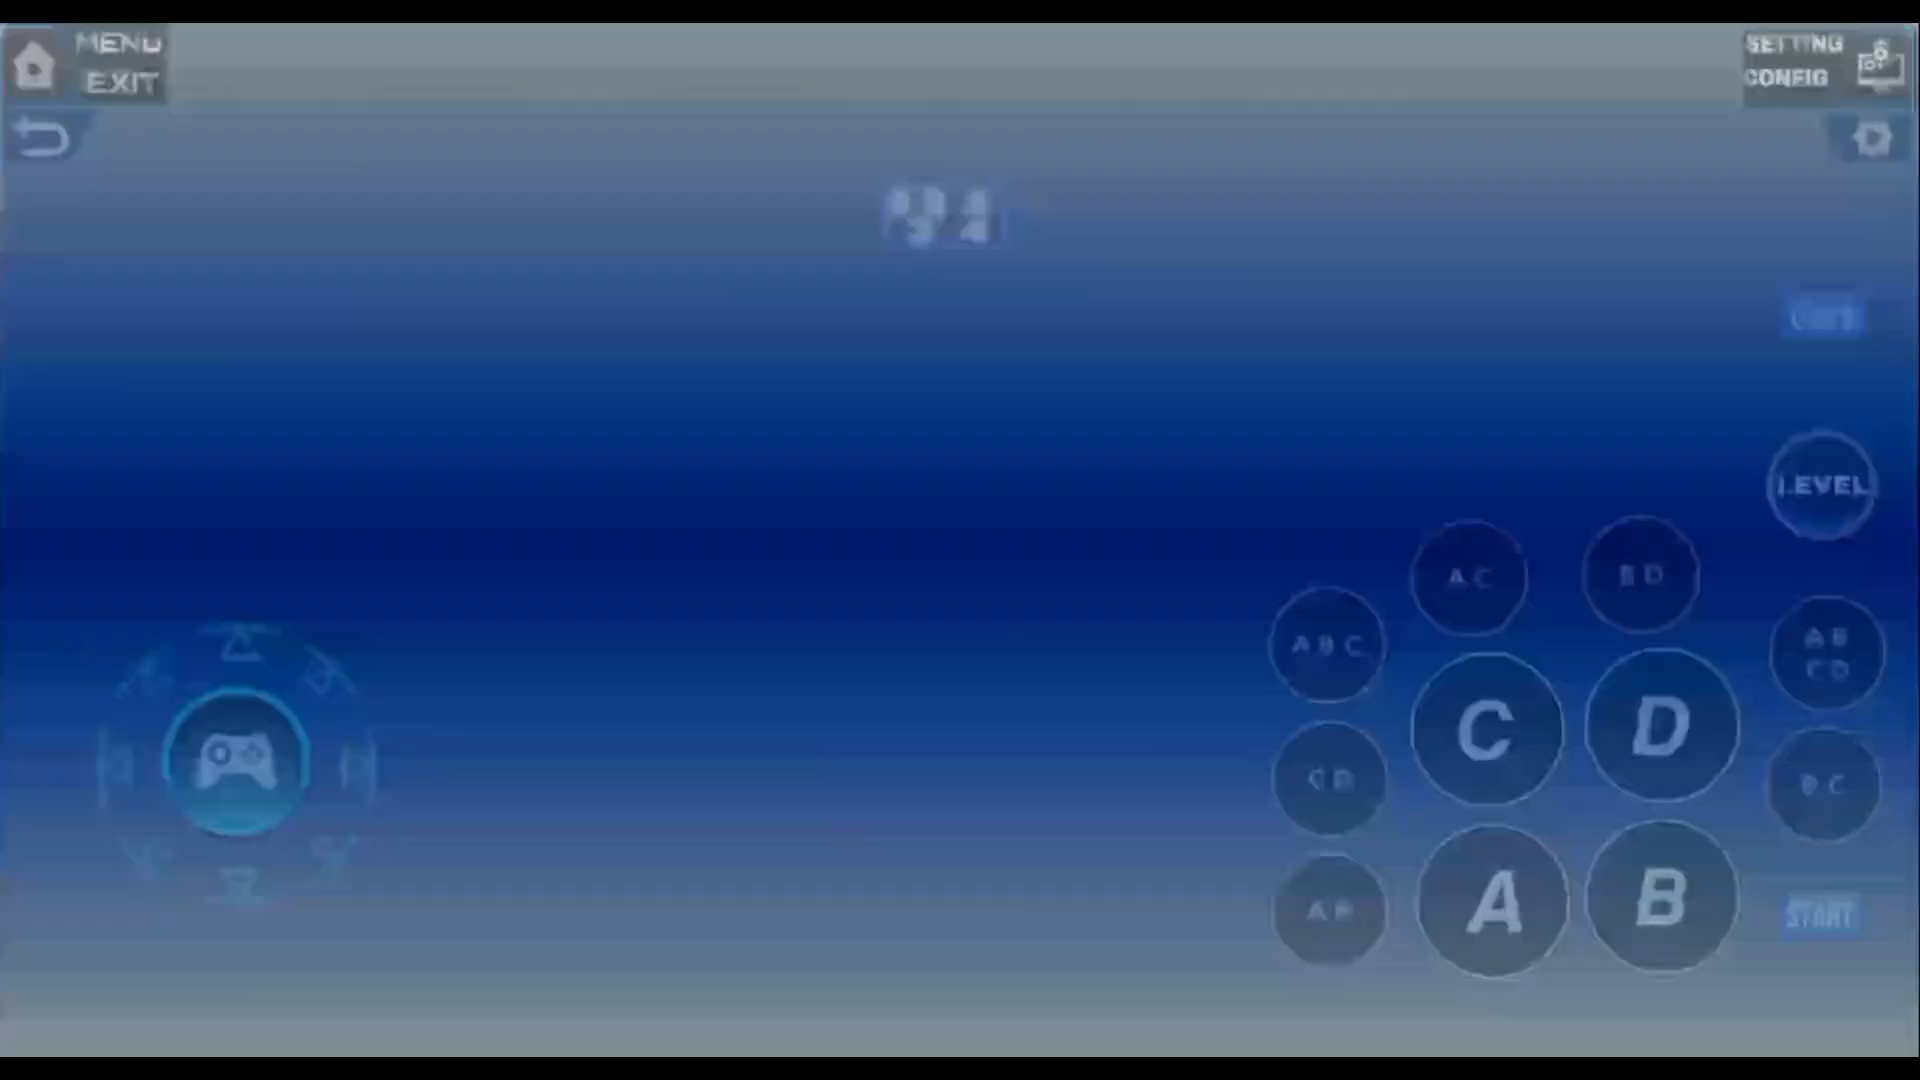 MENU
EXIT
SETTING
CONFIG
LEVEL
A C
B D
A B C
A B
C D
C
D
C D
B C
A B
A
B
START